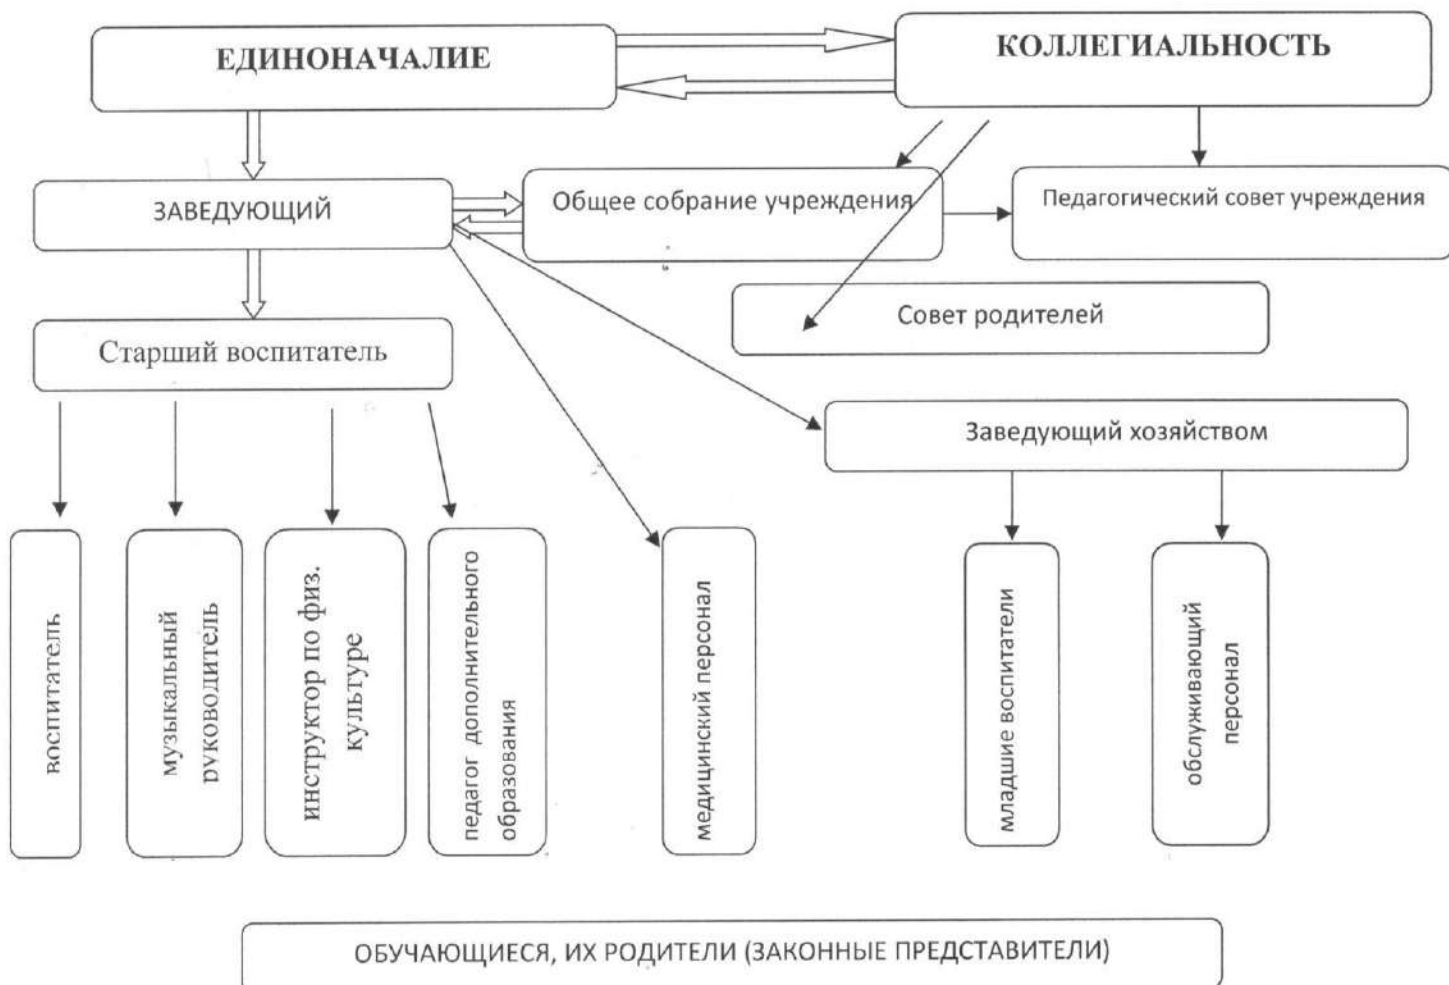 ЕДИНОНАЧАЛИЕ
КОЛЛЕГИАЛЬНОСТЬ
ЗАВЕДУЮЩИЙ
Общее собрание учреждения
Педагогический совет учреждения
Совет родителей
Старший воспитатель
Заведующий хозяйством
воспитатель
музыкальный
руководитель
инструктор по физ.
культуре
педагог дополнительного
образования
медицинский персонал
младшие воспитатели
обслуживающий
персонал
ОБУЧАЮЩИЕСЯ, ИХ РОДИТЕЛИ (ЗАКОННЫЕ ПРЕДСТАВИТЕЛИ)